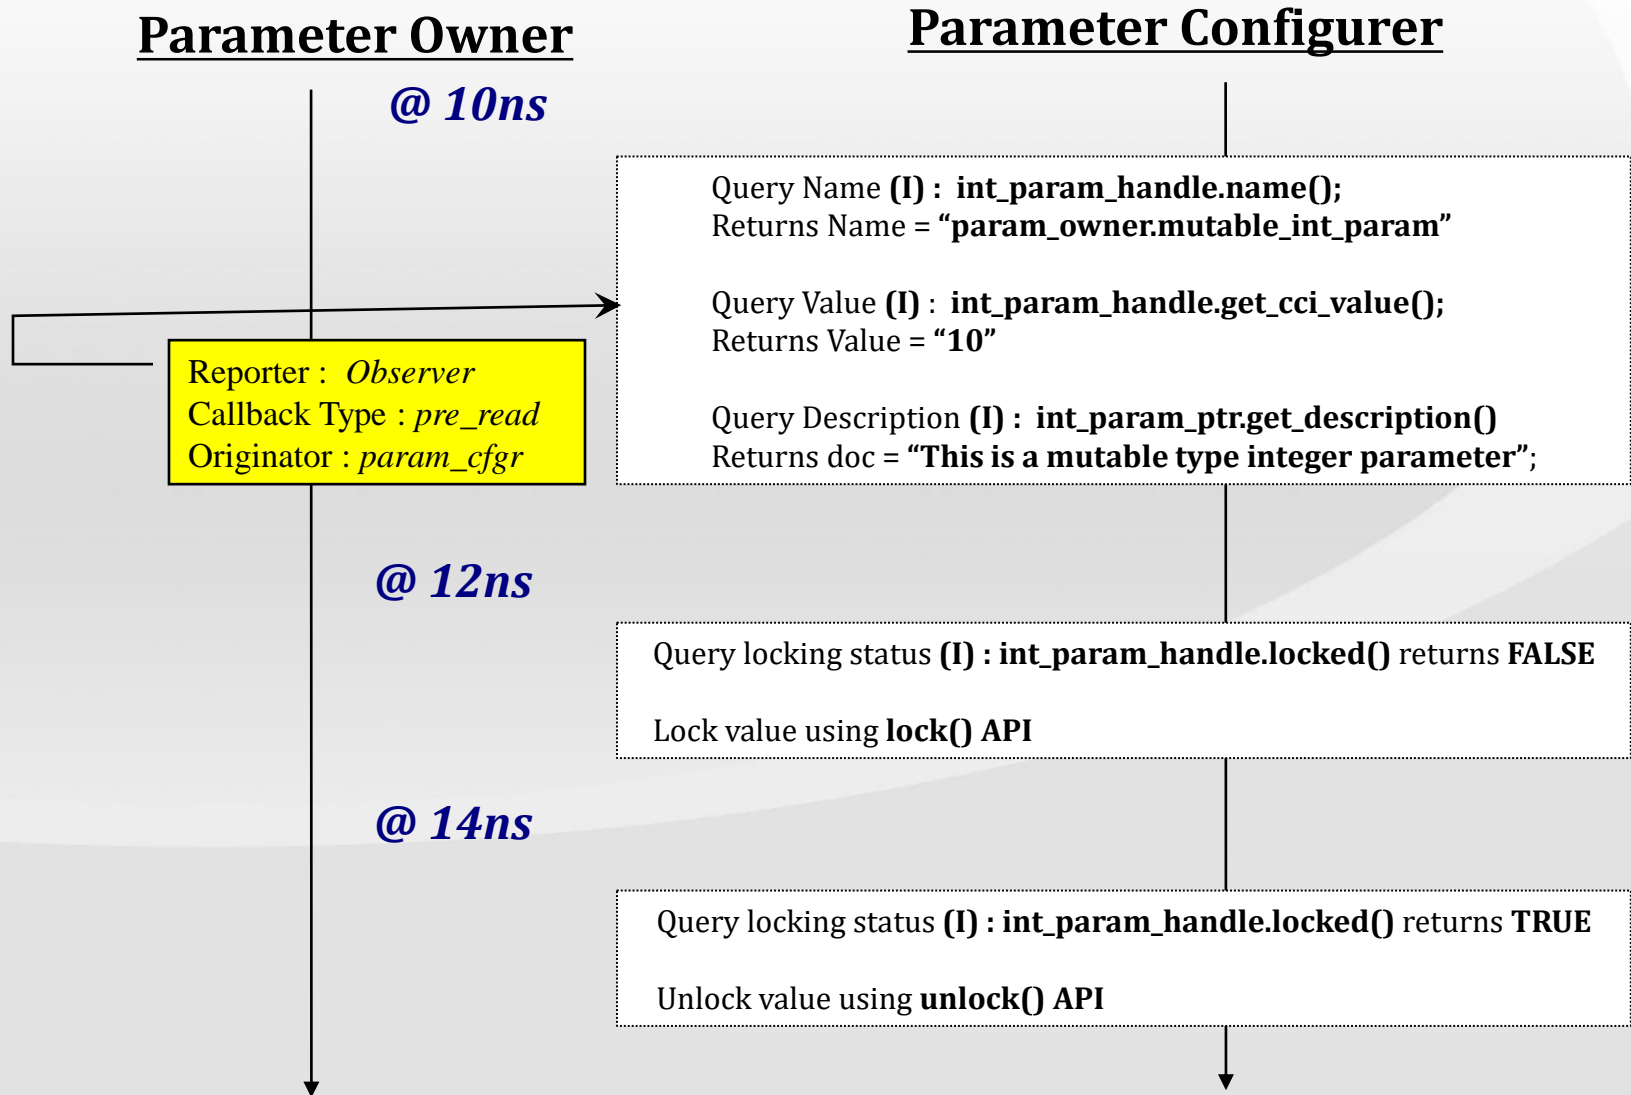 Parameter Owner
Parameter Configurer
@ 10ns
Query Name (I) : int_param_handle.name();
Returns Name = “param_owner.mutable_int_param”
Query Value (I) : int_param_handle.get_cci_value();
Returns Value = “10”
Query Description (I) : int_param_ptr.get_description()
Returns doc = “This is a mutable type integer parameter”;
Reporter : Observer
Callback Type : pre_read
Originator : param_cfgr
@ 12ns
Query locking status (I) : int_param_handle.locked() returns FALSE
Lock value using lock() API
@ 14ns
Query locking status (I) : int_param_handle.locked() returns TRUE
Unlock value using unlock() API